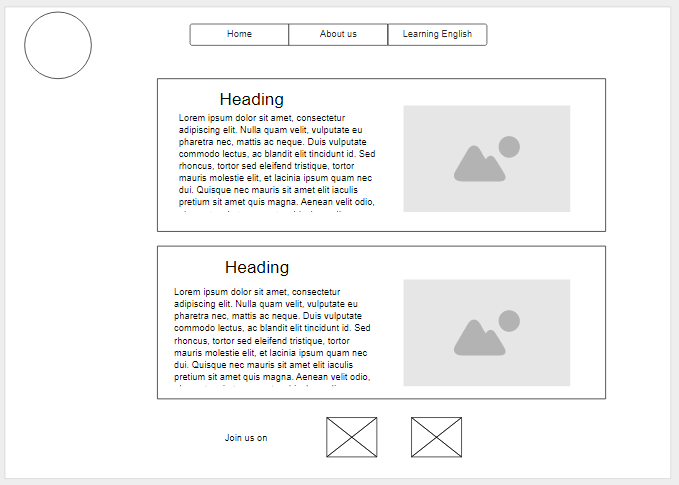 Home
About us
Learning English
Heading
Lorem ipsum dolor sit amet, consectetur
adipiscing elit. Nulla quam velit, vulputate eu
pharetra nec, mattis ac neque. Duis vulputate
commodo lectus, ac blandit elit tincidunt id. Sed
rhoncus, tortor sed eleifend tristique, tortor
mauris molestie elit, et lacinia ipsum quam nec
dui. Quisque nec mauris sit amet elit iaculis
pretium sit amet quis magna. Aenean velit odio,
Heading
Lorem ipsum dolor sit amet, consectetur
adipiscing elit. Nulla quam velit, vulputate eu
pharetra nec, mattis ac neque. Duis vulputate
commodo lectus, ac blandit elit tincidunt id. Sed
rhoncus, tortor sed eleifend tristique, tortor
mauris molestie elit, et lacinia ipsum quam nec
dui. Quisque nec mauris sit amet elit iaculis
pretium sit amet quis magna. Aenean velit odio,
Join us on